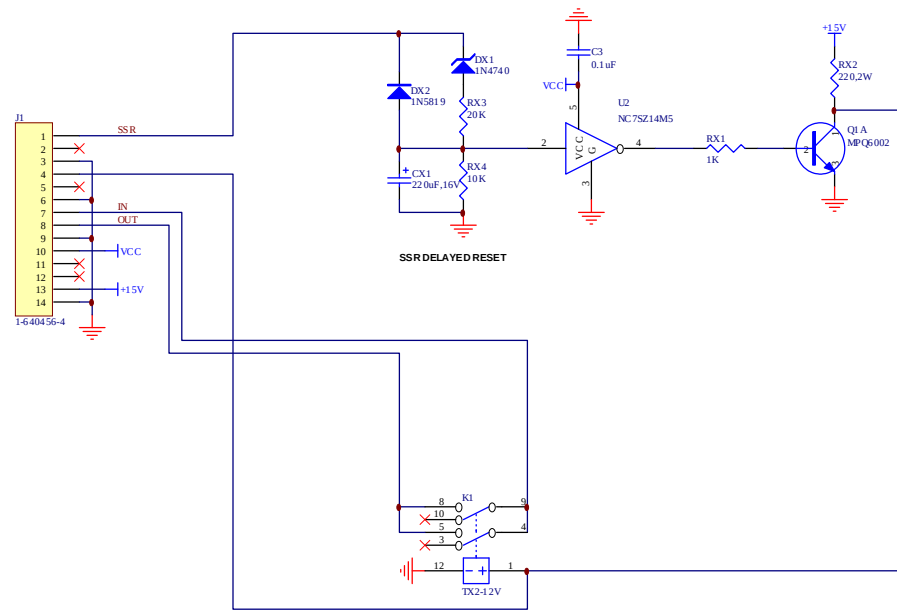 +15V
C3
0.1uF
DX1
1N4740
RX2
220,2W
VCC
DX2
1N5819
RX3
20K
5
U2
NC7SZ14M5
J1
SSR
1
2
3
4
5
6
7
8
9
10
11
12
13
14
IN
OUT
VCC
+15V
1-640456-4
2
VCC
G
4
3
RX1
1K
Q1A
MPQ6002
1
2
3
CX1
+
220uF,16V
RX4
10K
SSR DELAYED RESET
K1
8
10
5
3
9
4
12
- +
1
TX2-12V